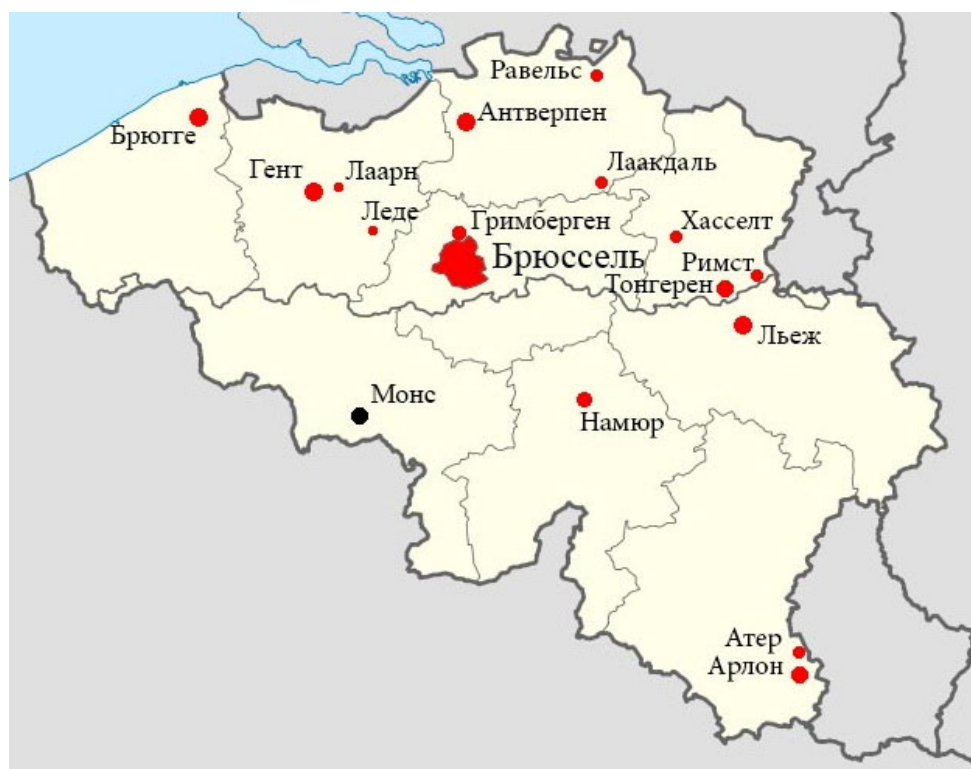 Равельс
Антверпен
Брюгге
Лаакдаль
Гент
Лаарн
Леде
Гримберген
Хасселт
Брюссель
Римст
Тонгерен
Льеж
Монс
Намюр
Атер
Арлон